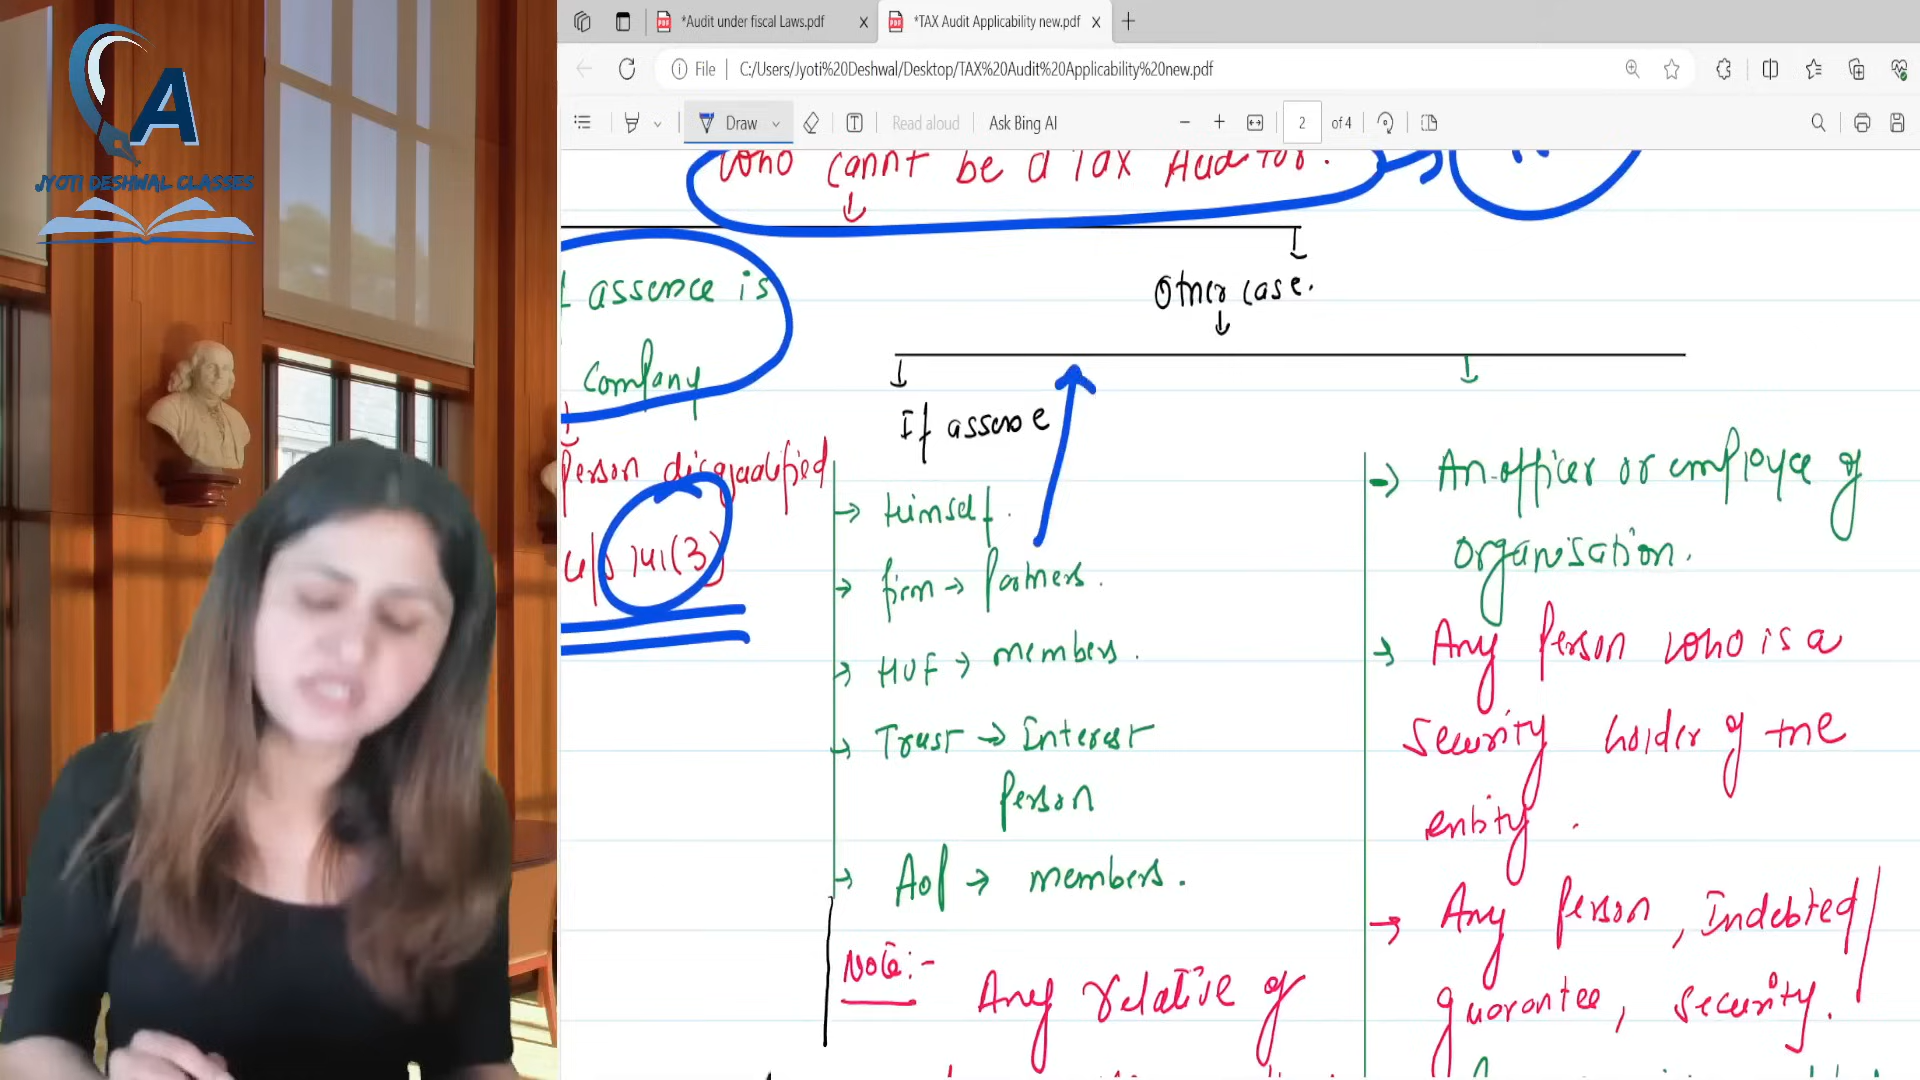 A
JYOTI DESHWAL CLASSES
*Audit under fiscal Laws.pdf
*TAX Audit Applicability new.pdf
File
C:/Users/Jyoti%20Deshwal/Desktop/TAX%20Audit%20Applicability%20new.pdf
Draw
Read aloud
Ask Bing AI
2 of 4
who cannt be a Tax Auditor.
Other case.
assence is
company
Person disqualified
u/s 141(3)
If assesse
→ Himself.
→ firm → Partners.
→ HUF → members.
→ Trust → Interest
Person
→ AoP → members.
Note:-
Any relative of
→ An officer or employee of
organisation.
→ Any Person who is a
security holder of the
entity.
→ Any Person, Indebted/
guarantee, security.